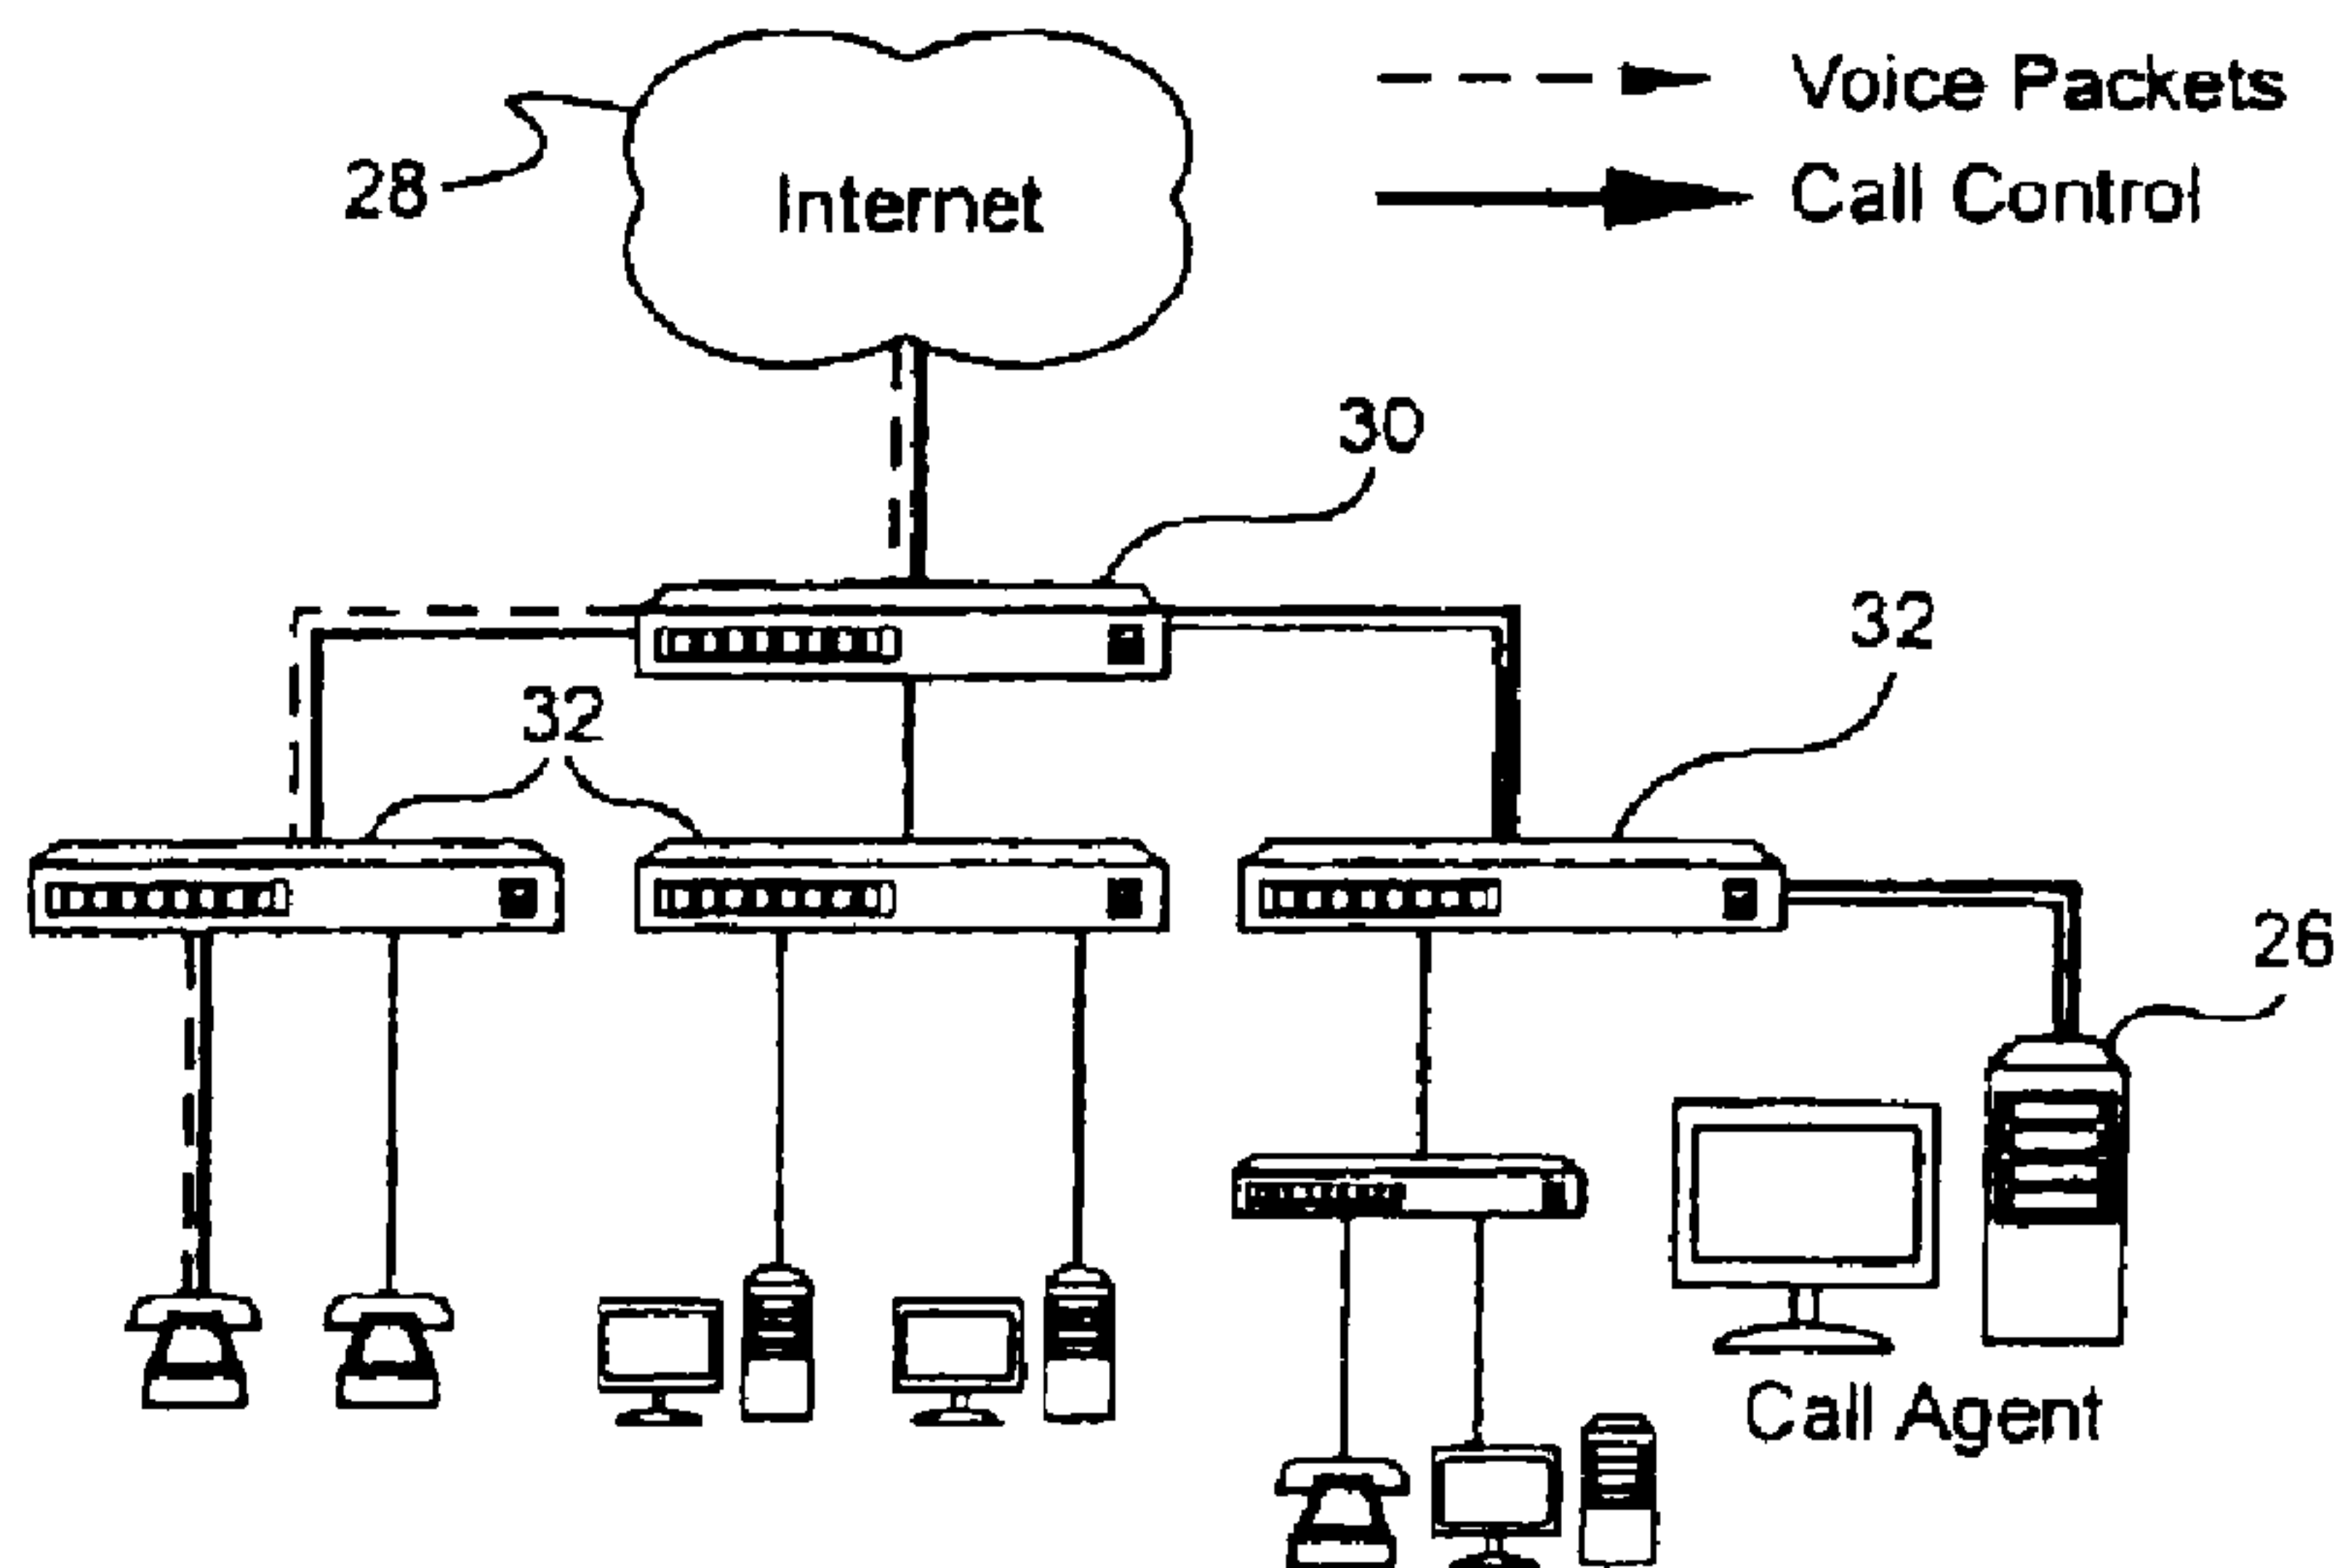 Voice Packets
Call Control
28
Internet
30
32
32
26
Call Agent